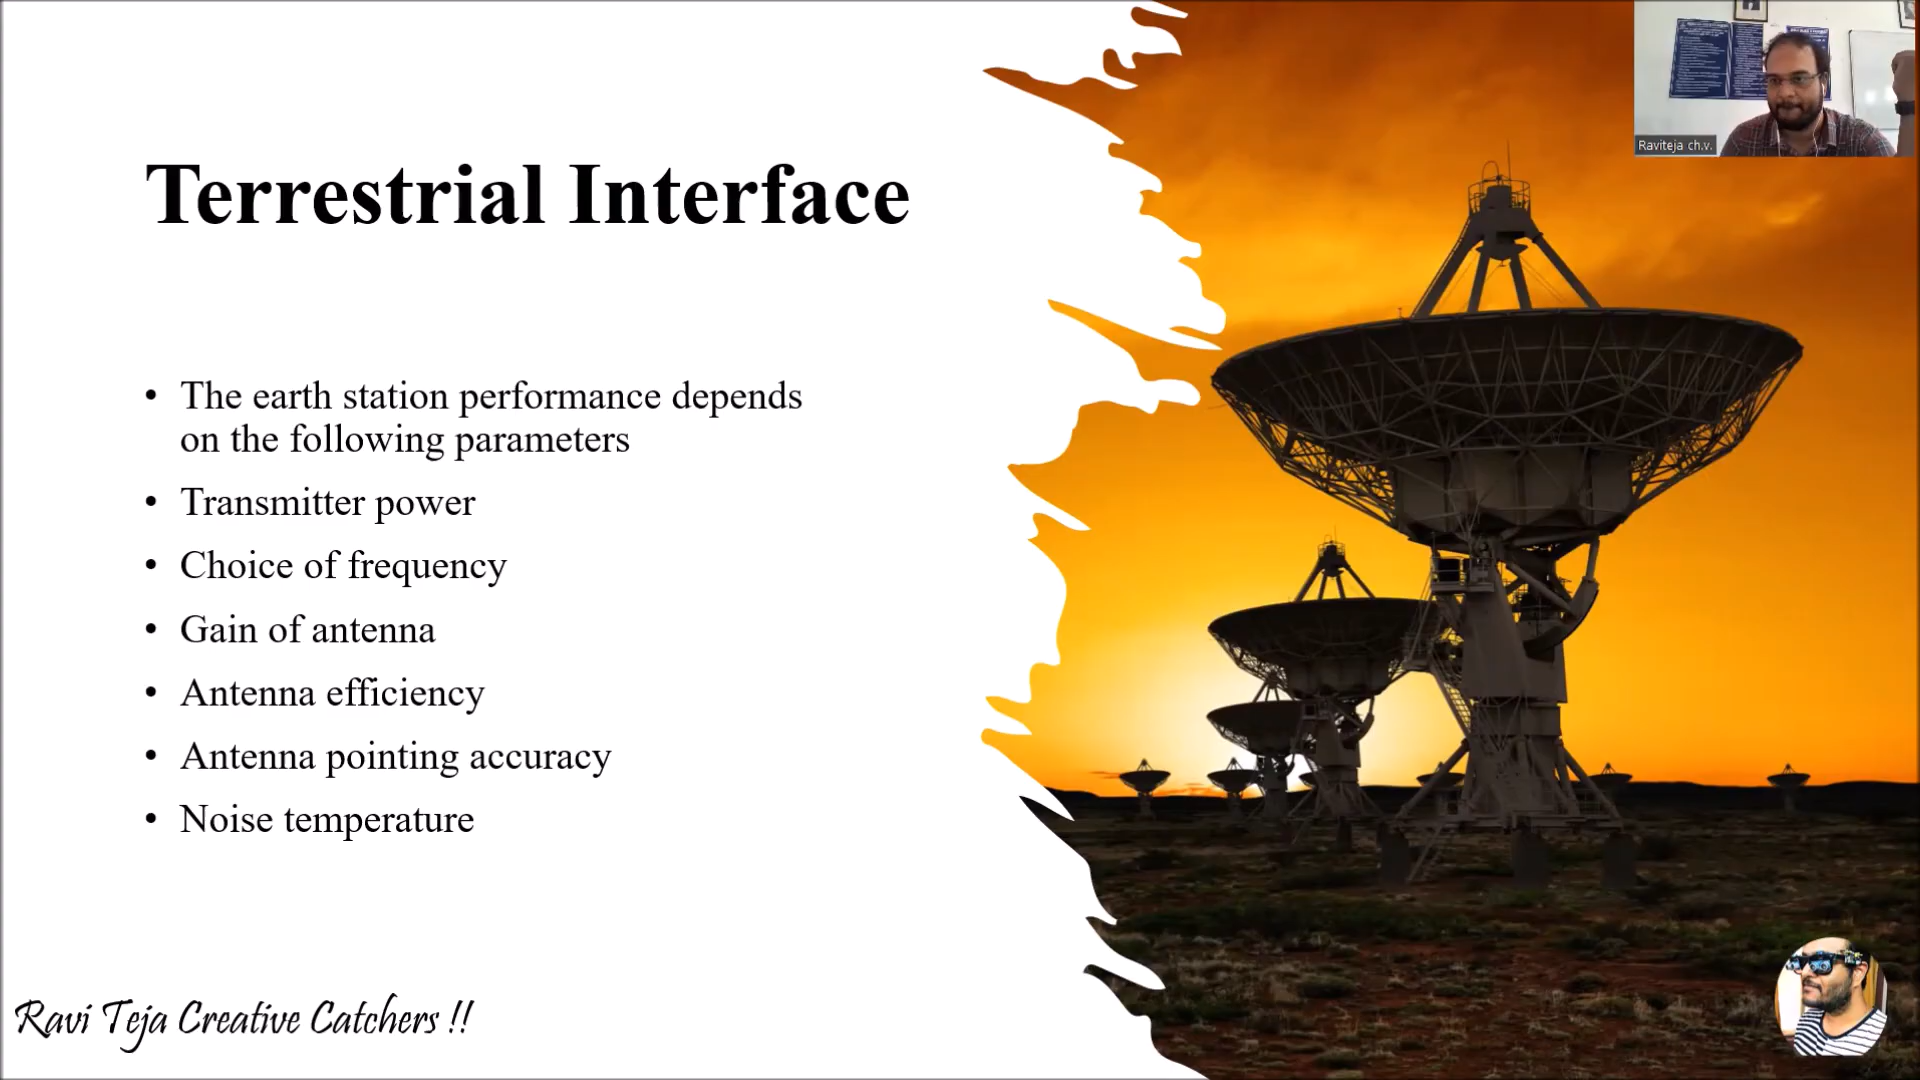 Raviteja ch.v.
Terrestrial Interface
• The earth station performance depends
on the following parameters
• Transmitter power
• Choice of frequency
• Gain of antenna
• Antenna efficiency
• Antenna pointing accuracy
• Noise temperature
Ravi Teja Creative Catchers !!